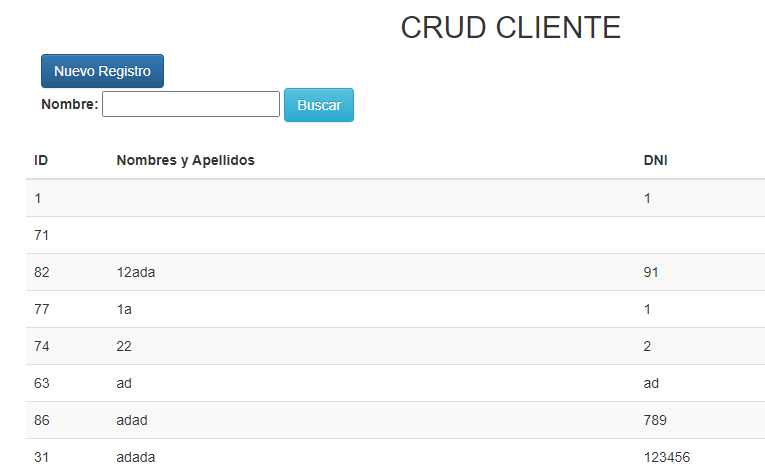 CRUD CLIENTE
Nuevo Registro
Nombre: Buscar
ID Nombres y Apellidos DNI
1 1
71
82 12ada 91
77 1a 1
74 22 2
63 ad ad
86 adad 789
31 adada 123456